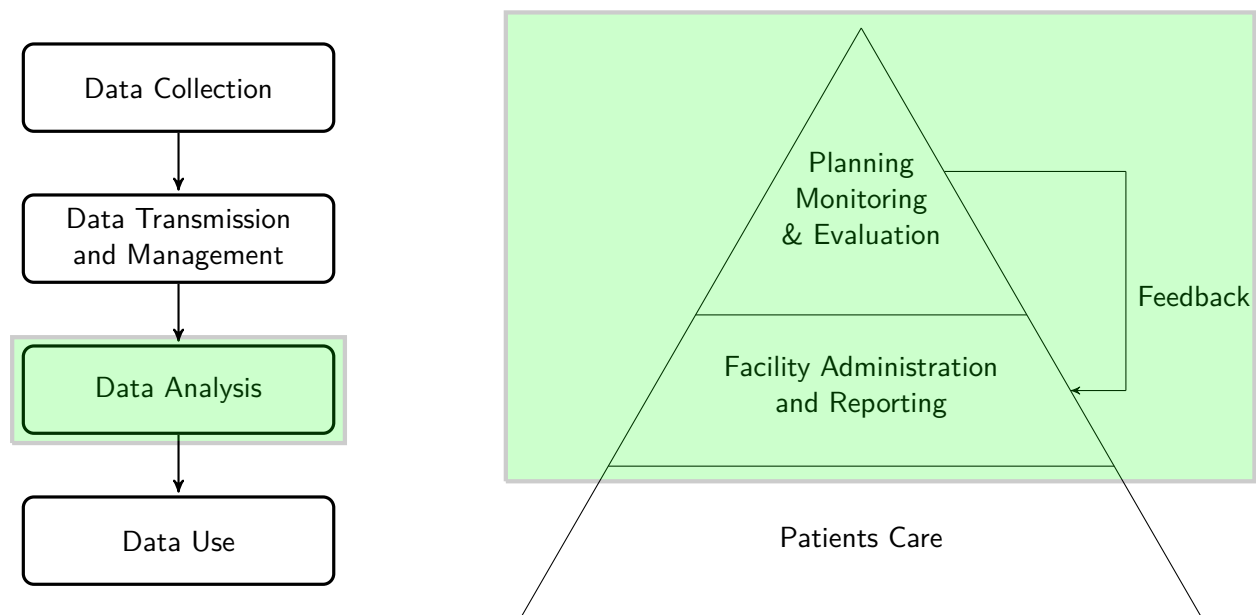 Data Collection
Data Transmission
and Management
Data Analysis
Data Use
Planning
Monitoring
& Evaluation
Feedback
Facility Administration
and Reporting
Patients Care